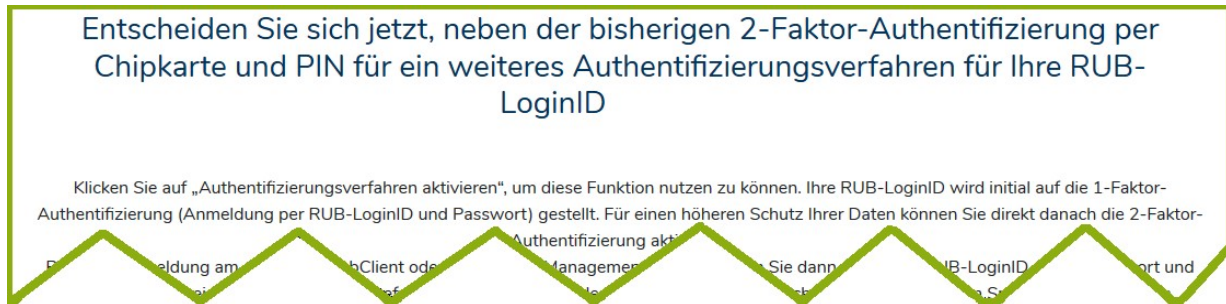 Entscheiden Sie sich jetzt, neben der bisherigen 2-Faktor-Authentifizierung per
Chipkarte und PIN für ein weiteres Authentifizierungsverfahren für Ihre RUB-
LoginID
Klicken Sie auf „Authentifizierungsverfahren aktivieren“, um diese Funktion nutzen zu können. Ihre RUB-LoginID wird initial auf die 1-Faktor-
Authentifizierung (Anmeldung per RUB-LoginID und Passwort) gestellt. Für einen höheren Schutz Ihrer Daten können Sie direkt danach die 2-Faktor-
Authentifizierung
Sie dann und